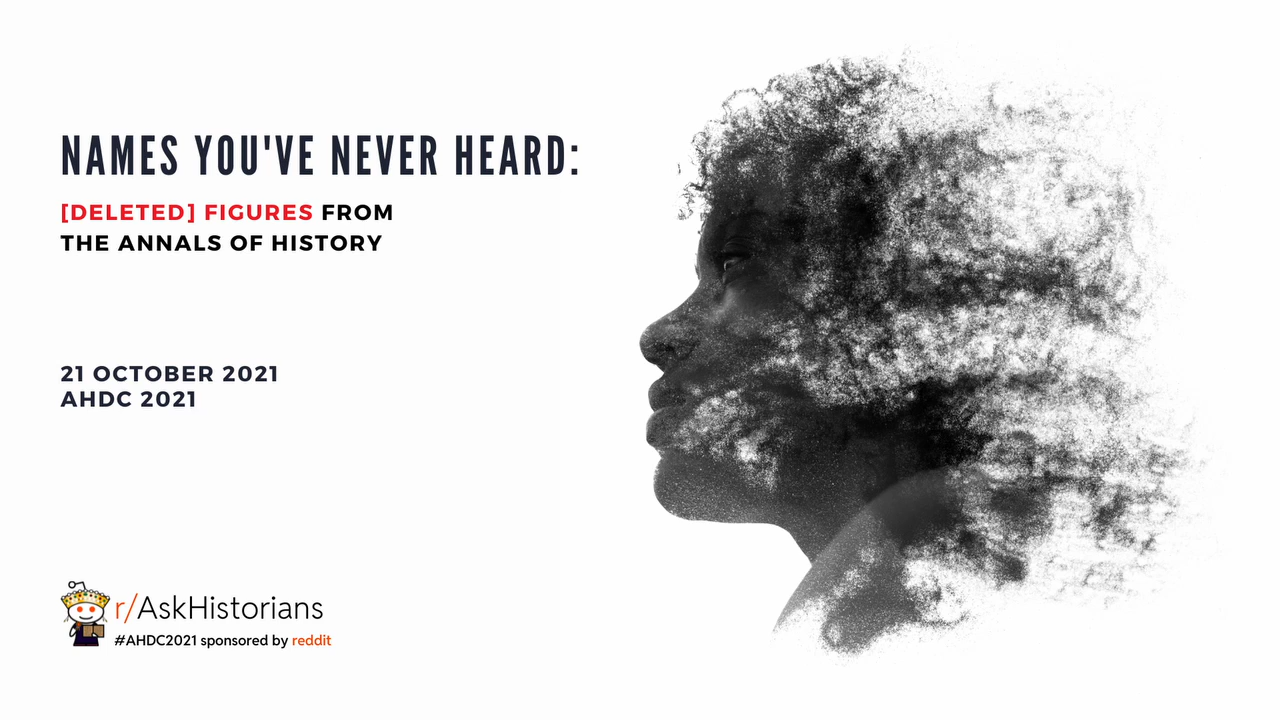 NAMES YOU'VE NEVER HEARD:
[DELETED] FIGURES FROM
THE ANNALS OF HISTORY
21 OCTOBER 2021
AHDC 2021
r/AskHistorians
#AHDC2021 sponsored by reddit